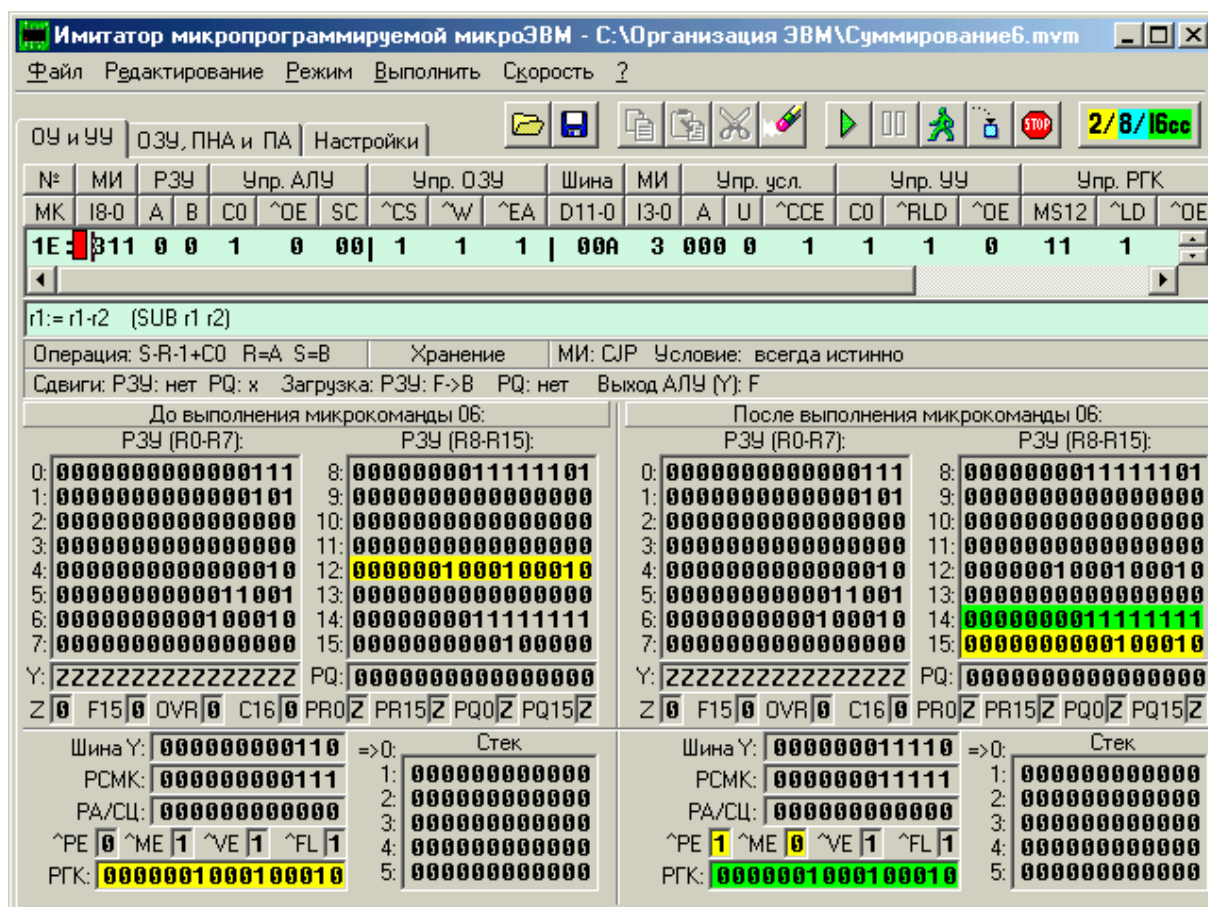 Имитатор микропрограммируемой микроЭВМ - C:\Организация ЭВМ\Суммирование6.mvm
Файл Редактирование Режим Выполнить Скорость ?
ОУ и УУ ОЗУ, ПНА и ПА Настройки 2/8/16cc
№ МИ РЗУ Упр. АЛУ Упр. ОЗУ Шина МИ Упр. усл. Упр. УУ Упр. РГК
МК I8-0 A B C0 ^OE SC ^CS ^W ^EA D11-0 I3-0 A U ^CCE C0 ^RLD ^OE MS12 ^LD ^OE
1E: 311 0 0 1 0 00| 1 1 1 | 00A 3 000 0 1 1 1 0 11 1
r1:= r1-r2 (SUB r1 r2)
Операция: S-R-1+C0 R=A S=B Хранение МИ: CJP Условие: всегда истинно
Сдвиги: РЗУ: нет PQ: x Загрузка: РЗУ: F->B PQ: нет Выход АЛУ (Y): F
До выполнения микрокоманды 06: После выполнения микрокоманды 06:
РЗУ (R0-R7): РЗУ (R8-R15): РЗУ (R0-R7): РЗУ (R8-R15):
0: 0000000000000111 8: 0000000011111101 0: 0000000000000111 8: 0000000011111101
1: 0000000000000101 9: 0000000000000000 1: 0000000000000101 9: 0000000000000000
2: 0000000000000000 10: 0000000000000000 2: 0000000000000000 10: 0000000000000000
3: 0000000000000000 11: 0000000000000000 3: 0000000000000000 11: 0000000000000000
4: 0000000000000010 12: 0000001000100010 4: 0000000000000010 12: 0000001000100010
5: 0000000000011001 13: 0000000000000000 5: 0000000000011001 13: 0000000000000000
6: 0000000000100010 14: 0000000011111111 6: 0000000000100010 14: 0000000011111111
7: 0000000000000000 15: 0000000000100010 7: 0000000000000000 15: 0000000000100010
Y: ZZZZZZZZZZZZZZZZ PQ: 0000000000000000 Y: ZZZZZZZZZZZZZZZZ PQ: 0000000000000000
Z 0 F15 0 OVR 0 C16 0 PR0 Z PR15 Z PQ0 Z PQ15 Z Z 0 F15 0 OVR 0 C16 0 PR0 Z PR15 Z PQ0 Z PQ15 Z
Шина Y: 000000000110 =>0: Стек Шина Y: 000000011110 =>0: Стек
РСМК: 000000000111 1: 000000000000 РСМК: 000000011111 1: 000000000000
РА/СЦ: 000000000000 2: 000000000000 РА/СЦ: 000000000000 2: 000000000000
3: 000000000000 3: 000000000000
^PE 0 ^ME 1 ^VE 1 ^FL 1 4: 000000000000 ^PE 1 ^ME 0 ^VE 1 ^FL 1 4: 000000000000
РГК: 0000001000100010 5: 000000000000 РГК: 0000001000100010 5: 000000000000